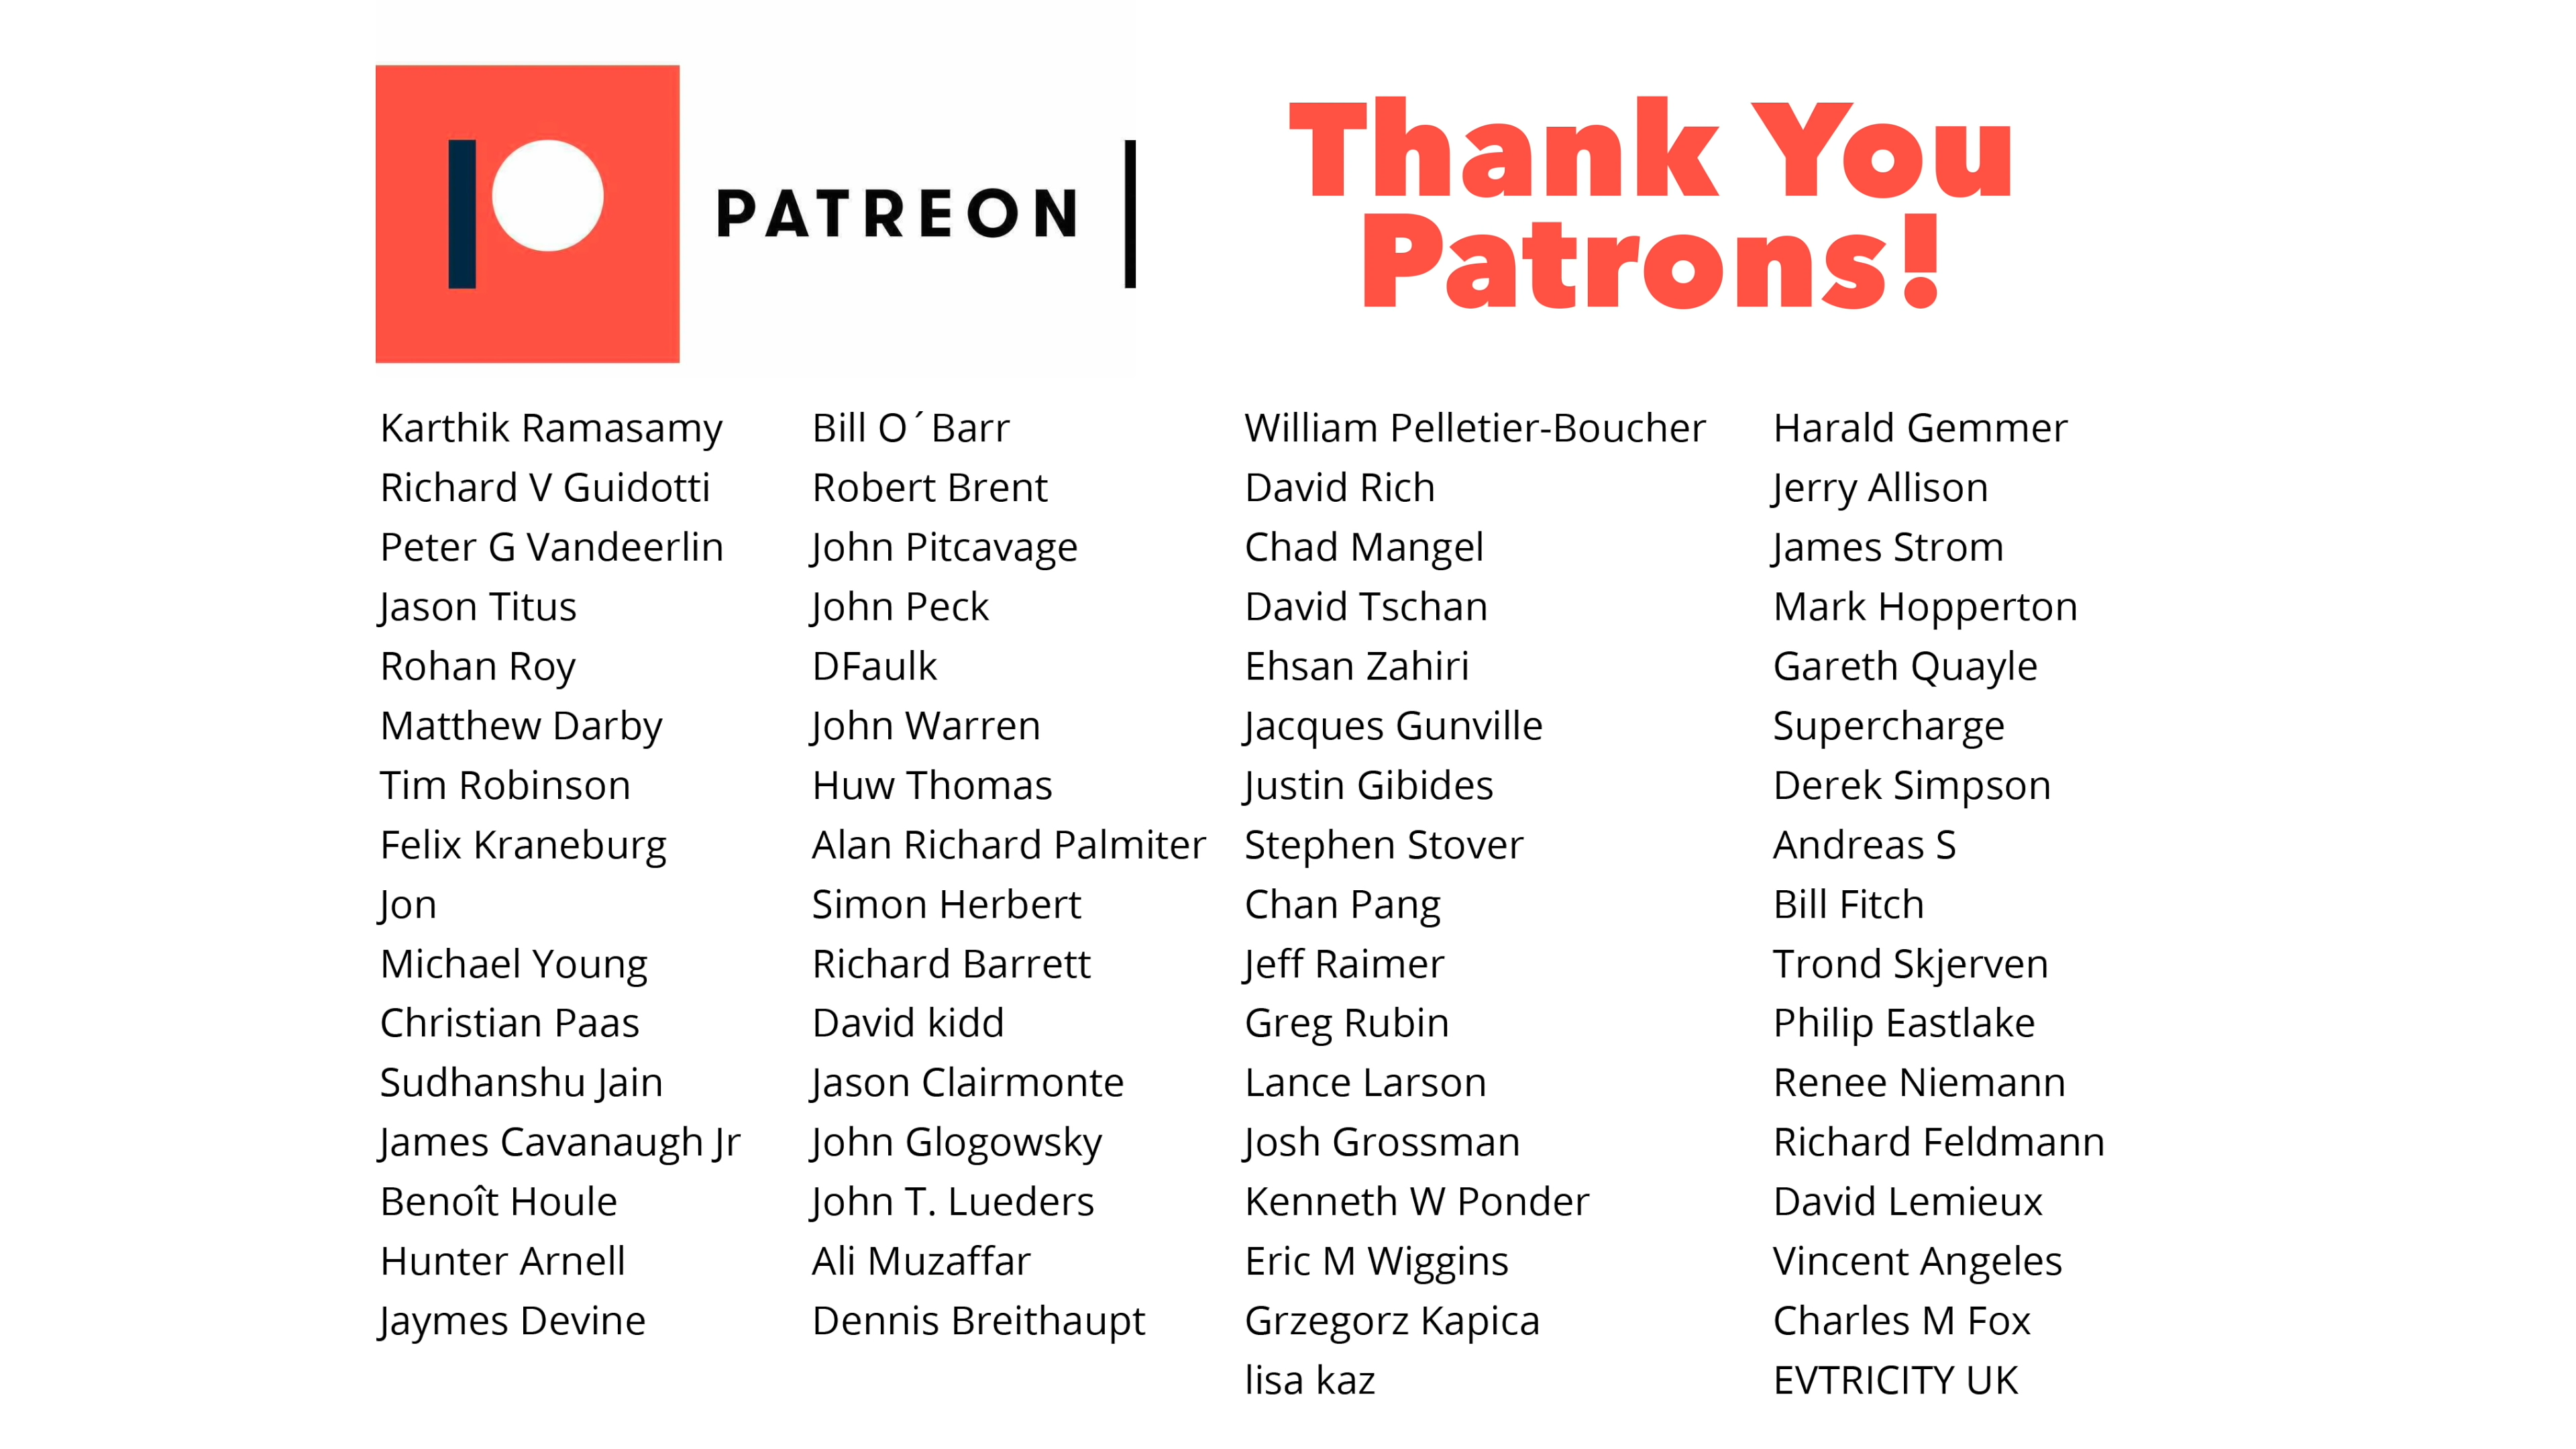 PATREON
Thank You
Patrons!
Karthik Ramasamy
Richard V Guidotti
Peter G Vandeerlin
Jason Titus
Rohan Roy
Matthew Darby
Tim Robinson
Felix Kraneburg
Jon
Michael Young
Christian Paas
Sudhanshu Jain
James Cavanaugh Jr
Benoît Houle
Hunter Arnell
Jaymes Devine
Bill O´Barr
Robert Brent
John Pitcavage
John Peck
DFaulk
John Warren
Huw Thomas
Alan Richard Palmiter
Simon Herbert
Richard Barrett
David kidd
Jason Clairmonte
John Glogowsky
John T. Lueders
Ali Muzaffar
Dennis Breithaupt
William Pelletier-Boucher
David Rich
Chad Mangel
David Tschan
Ehsan Zahiri
Jacques Gunville
Justin Gibides
Stephen Stover
Chan Pang
Jeff Raimer
Greg Rubin
Lance Larson
Josh Grossman
Kenneth W Ponder
Eric M Wiggins
Grzegorz Kapica
lisa kaz
Harald Gemmer
Jerry Allison
James Strom
Mark Hopperton
Gareth Quayle
Supercharge
Derek Simpson
Andreas S
Bill Fitch
Trond Skjerven
Philip Eastlake
Renee Niemann
Richard Feldmann
David Lemieux
Vincent Angeles
Charles M Fox
EVTRICITY UK